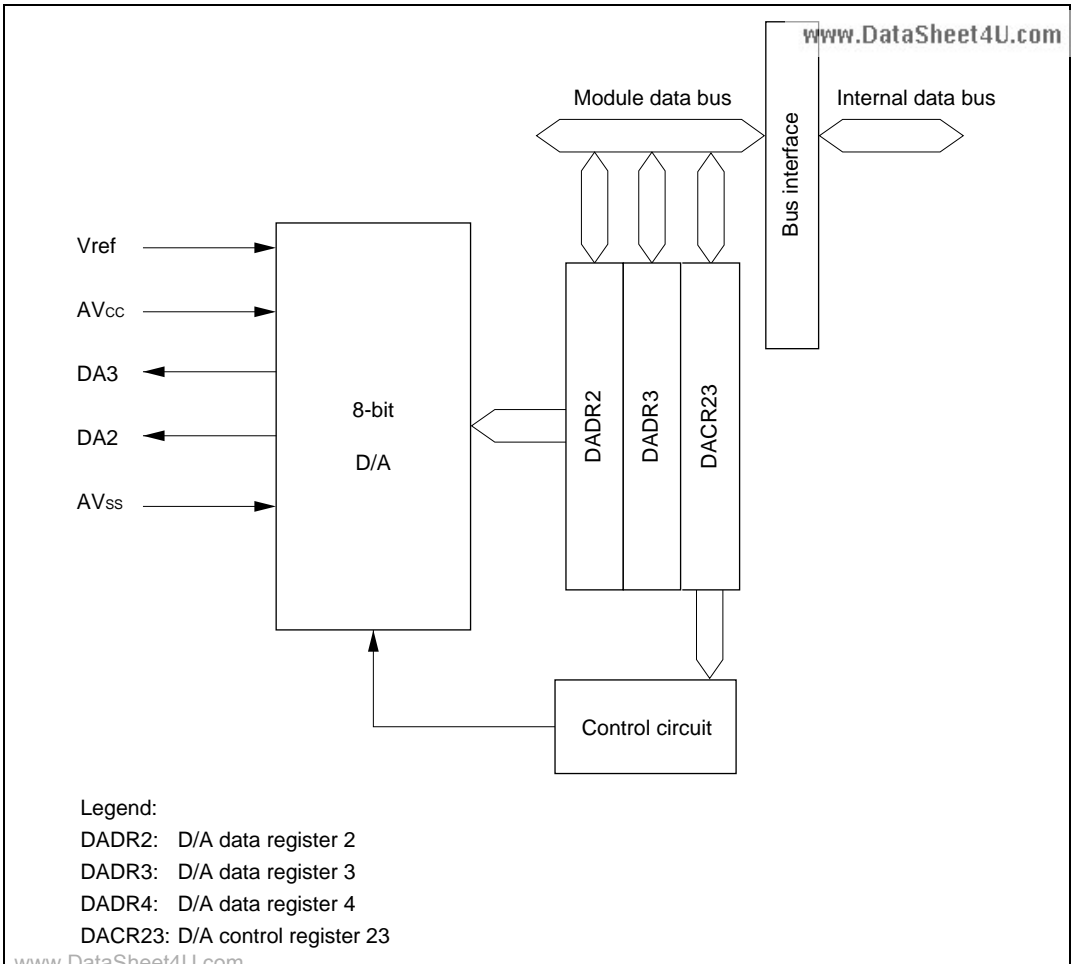 www.DataSheet4U.com
Module data bus
Internal data bus
Bus interface
Vref
AVcc
DA3
DA2
AVss
8-bit
D/A
DADR2
DADR3
DACR23
Control circuit
Legend:
DADR2: D/A data register 2
DADR3: D/A data register 3
DADR4: D/A data register 4
DACR23: D/A control register 23
www.DataSheet4U.com